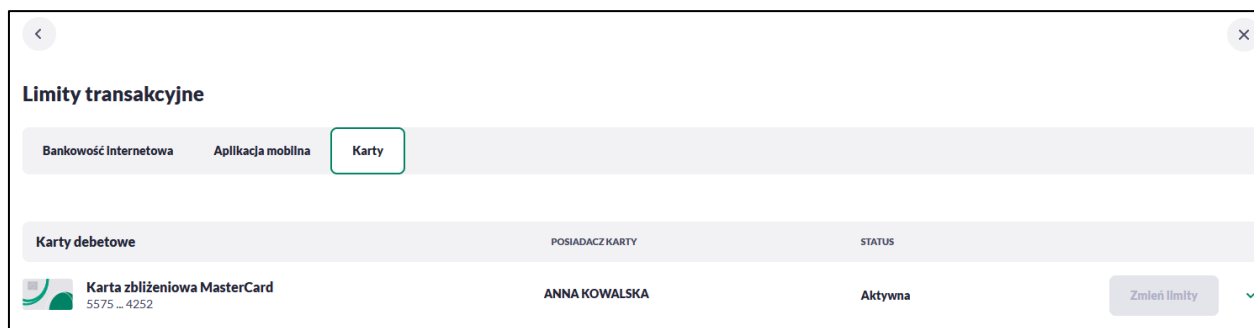 Limity transakcyjne
Bankowość internetowa Aplikacja mobilna Karty
Karty debetowe POSIADACZ KARTY STATUS
Karta zbliżeniowa MasterCard ANNA KOWALSKA Aktywna Zmień limity
5575 ... 4252